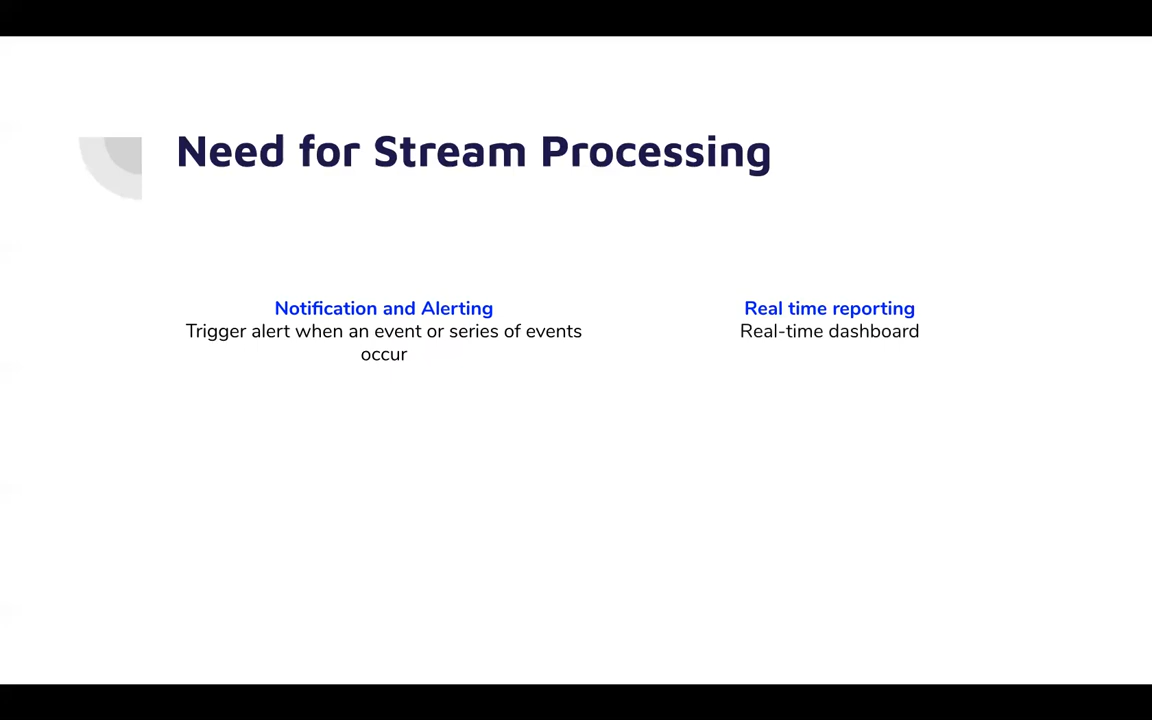 Need for Stream Processing
Notification and Alerting
Trigger alert when an event or series of events
occur
Real time reporting
Real-time dashboard